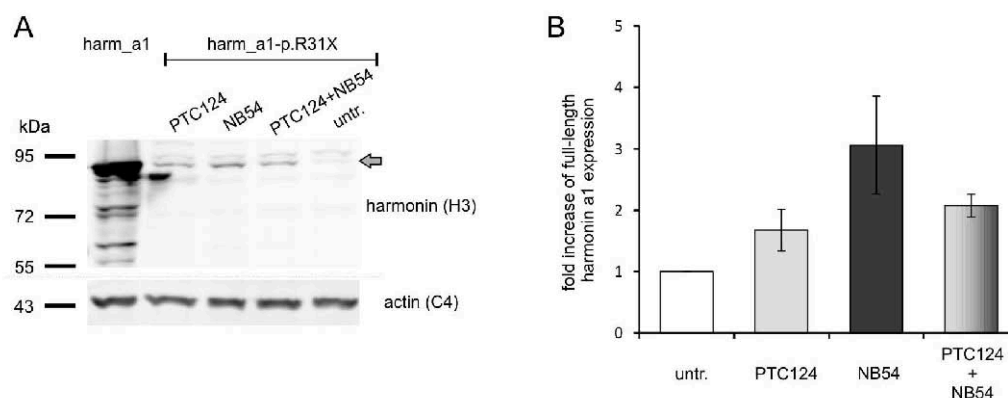 A
harm_a1
harm_a1-p.R31X
PTC124
NB54
PTC124+NB54
untr.
kDa
95
72
55
43
harmonin (H3)
actin (C4)
B
fold increase of full-length
harmonin a1 expression
5
4
3
2
1
0
untr.
PTC124
NB54
PTC124
+
NB54